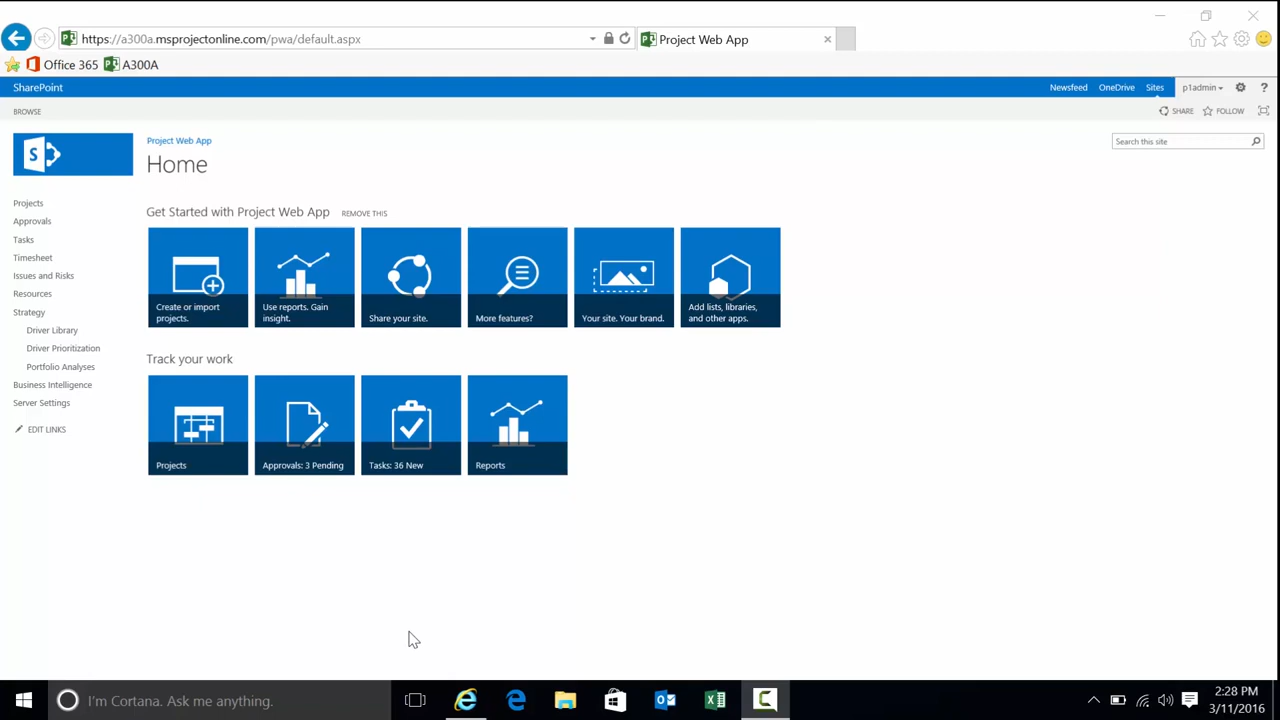 https://a300a.msprojectonline.com/pwa/default.aspx
Project Web App
Office 365
A300A
SharePoint
Newsfeed
OneDrive
Sites
p1admin
?
BROWSE
SHARE
FOLLOW
S
Project Web App
Home
Search this site
Projects
Approvals
Tasks
Timesheet
Issues and Risks
Resources
Strategy
Driver Library
Driver Prioritization
Portfolio Analyses
Business Intelligence
Server Settings
EDIT LINKS
Get Started with Project Web App
REMOVE THIS
Create or import
projects.
Use reports. Gain
insight.
Share your site.
More features?
Your site. Your brand.
Add lists, libraries,
and other apps.
Track your work
Projects
Approvals: 3 Pending
Tasks: 36 New
Reports
I'm Cortana. Ask me anything.
2:28 PM
3/11/2016